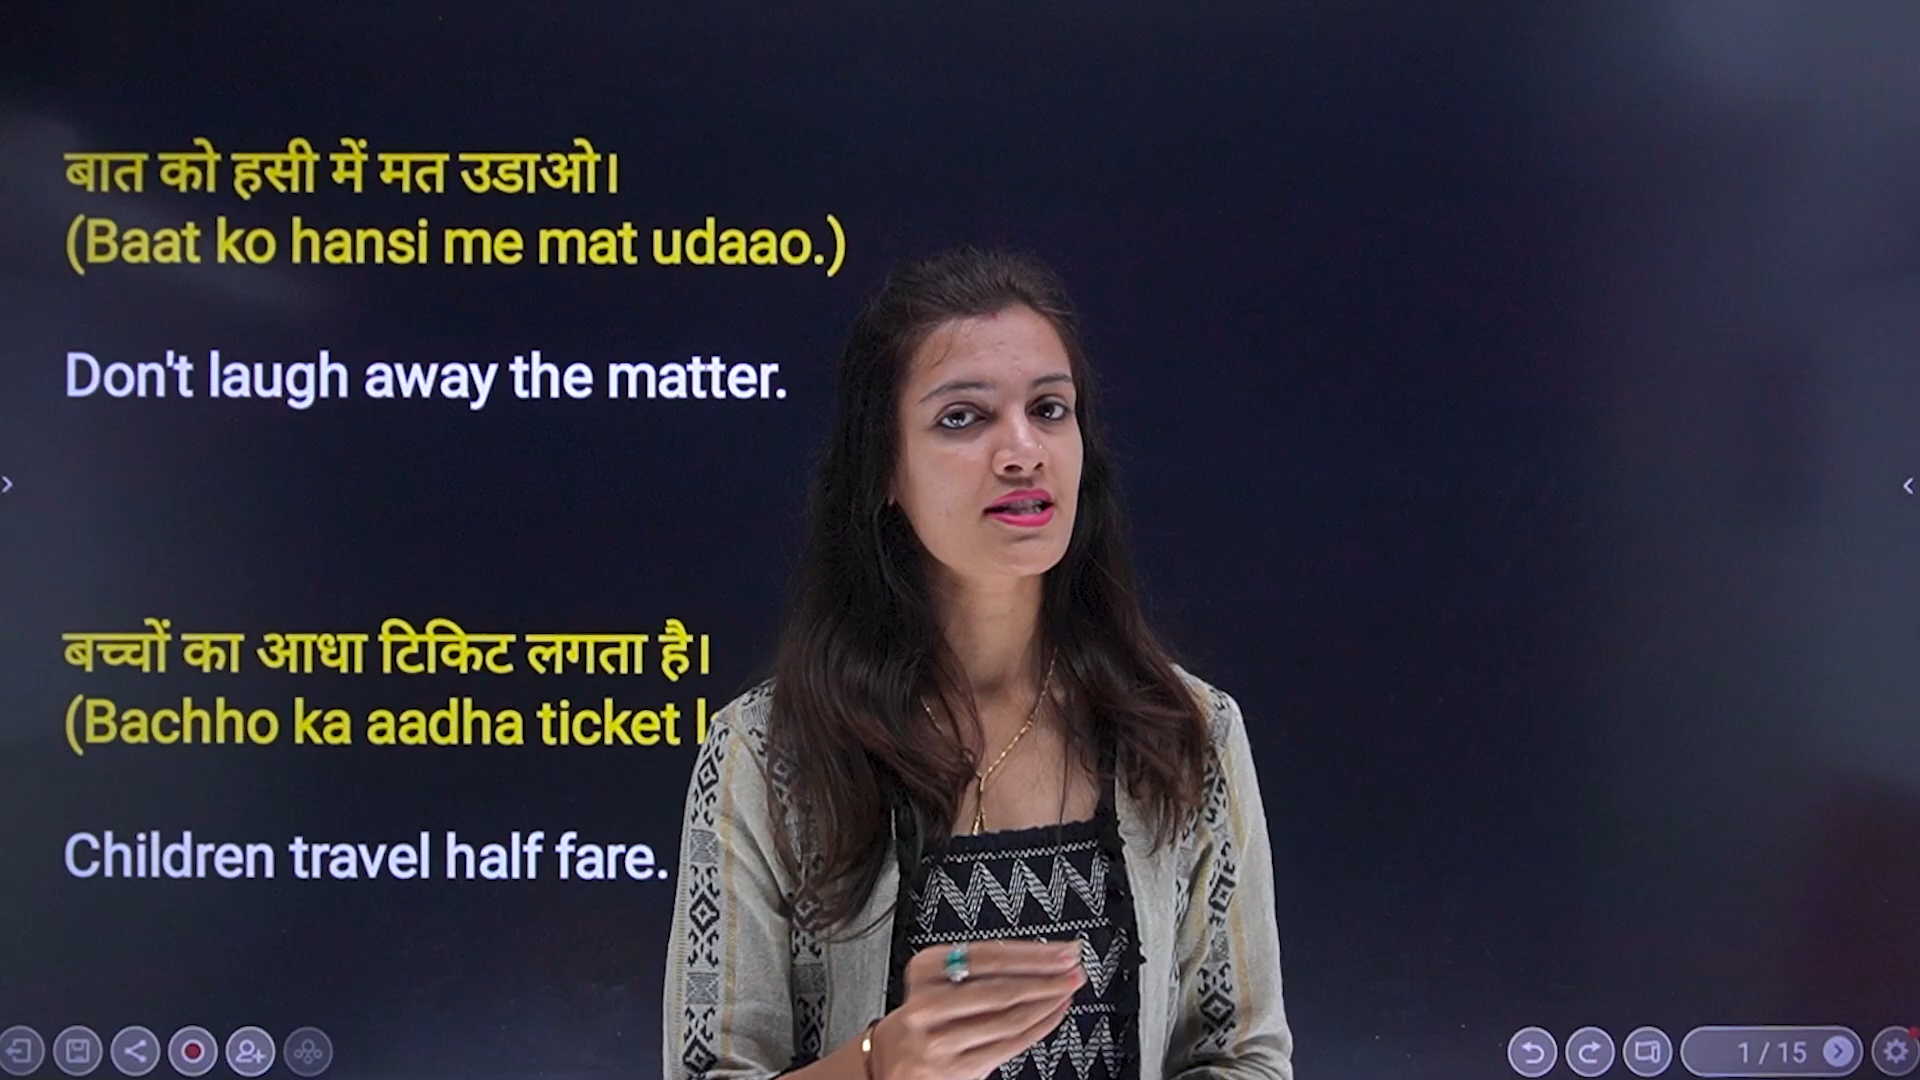 बात को हसी में मत उडाओ।
(Baat ko hansi me mat udaao.)
Don't laugh away the matter.
बच्चों का आधा टिकिट लगता है।
(Bachho ka aadha ticket
Children travel half fare.
1 / 15